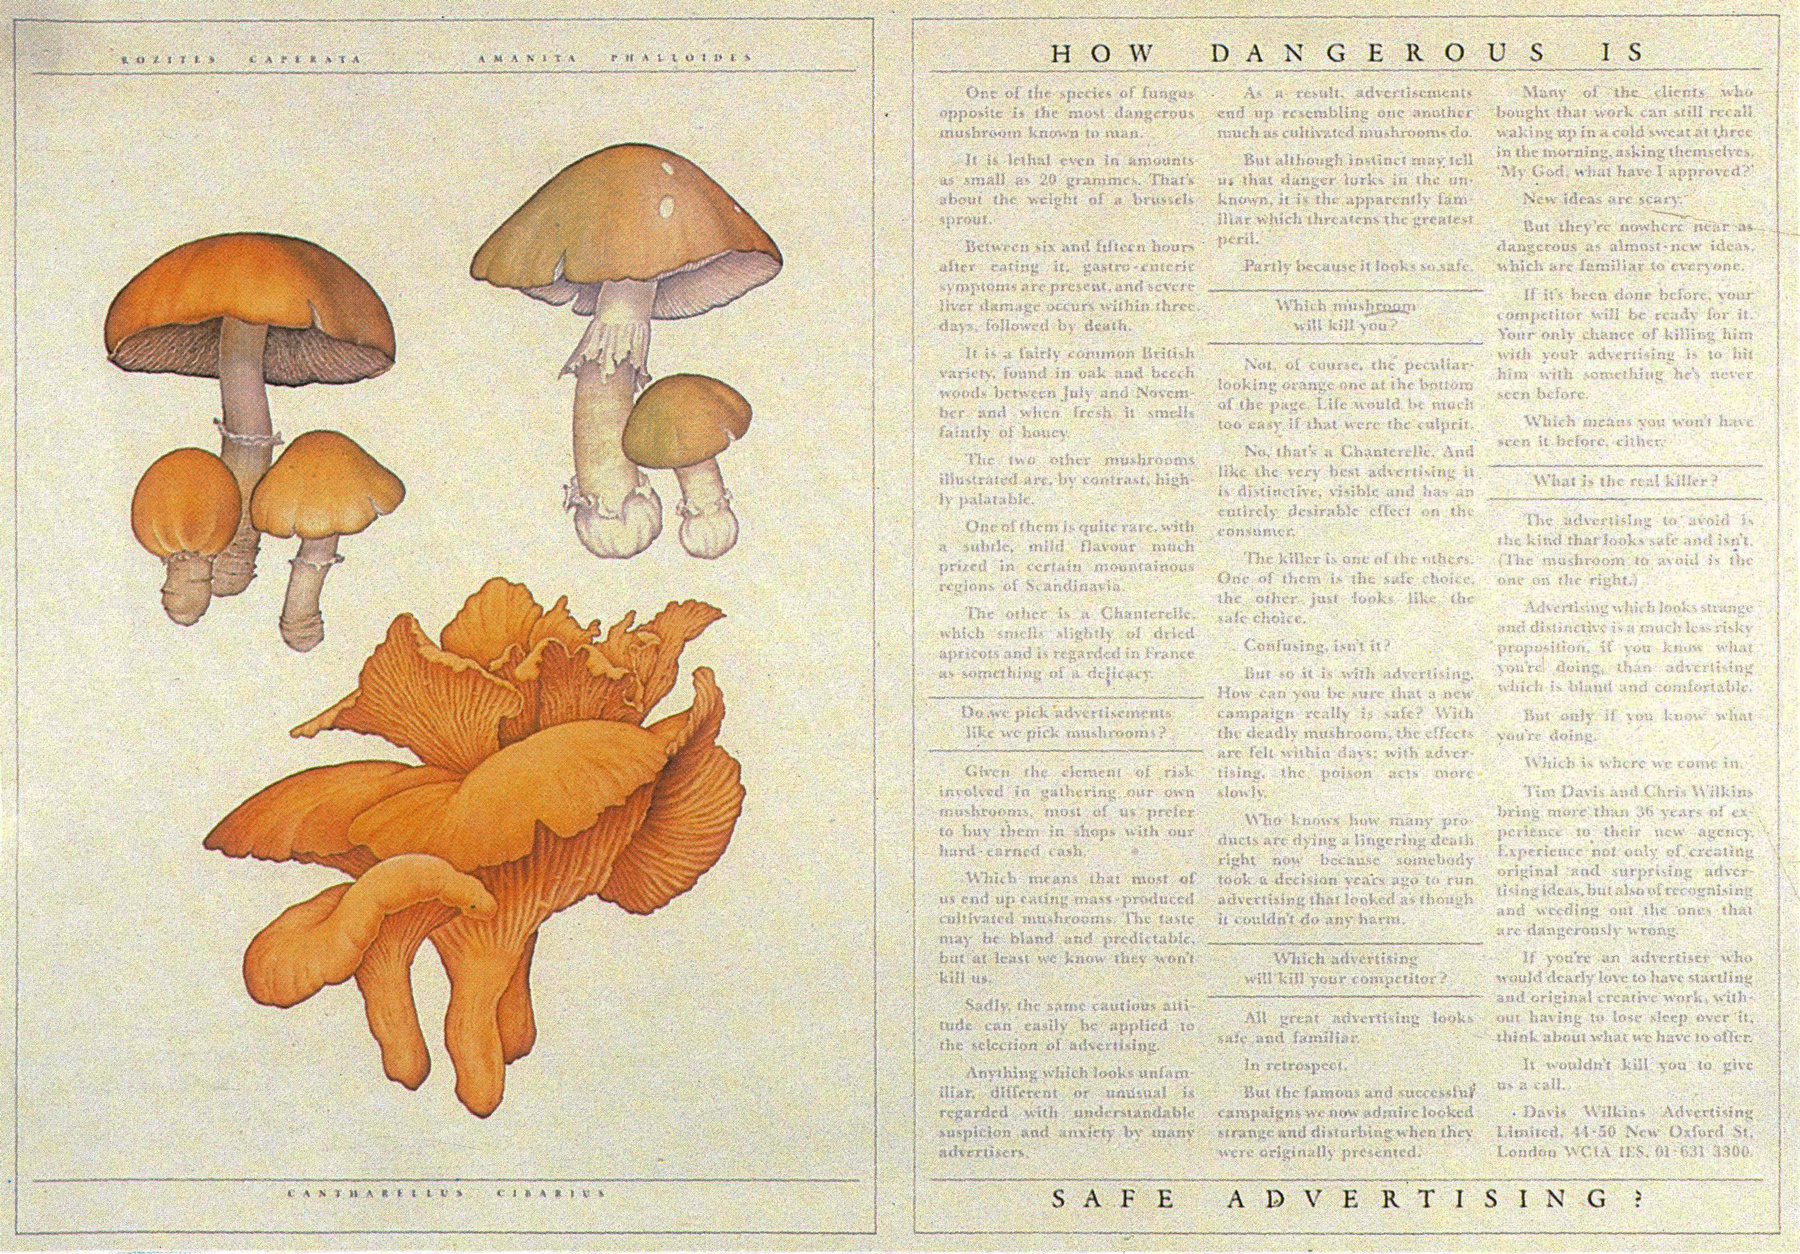 ROZITES CAPERATA
AMANITA PHALLOIDES
CANTHARELLUS CIBARIUS
HOW DANGEROUS IS
One of the species of fungus
opposite is the most dangerous
mushroom known to man.
It is lethal even in amounts
as small as 20 grammes. That's
about the weight of a brussels
sprout.
Between six and fifteen hours
after eating it, gastro-enteric
symptoms are present, and severe
liver damage occurs within three
days, followed by death.
It is a fairly common British
variety, found in oak and beech
woods between July and Novem-
ber and when fresh it smells
faintly of honey.
The two other mushrooms
illustrated are, by contrast, high-
ly palatable.
One of them is quite rare, with
a subtle, mild flavour much
prized in certain mountainous
regions of Scandinavia.
The other is a Chanterelle,
which smells slightly of dried
apricots and is regarded in France
as something of a delicacy.
Do we pick advertisements
like we pick mushrooms?
Given the element of risk
involved in gathering our own
mushrooms, most of us prefer
to buy them in shops with our
hard-earned cash.
Which means that most of
us end up eating mass-produced
cultivated mushrooms. The taste
may be bland and predictable,
but at least we know they won't
kill us.
Sadly, the same cautious atti-
tude can easily be applied to
the selection of advertising.
Anything which looks unfam-
iliar, different or unusual is
regarded with understandable
suspicion and anxiety by many
advertisers.
As a result, advertisements
end up resembling one another
much as cultivated mushrooms do.
But although instinct may tell
us that danger lurks in the un-
known, it is the apparently fam-
iliar which threatens the greatest
peril.
Partly because it looks so safe.
Which mushroom
will kill you?
Not, of course, the peculiar-
looking orange one at the bottom
of the page. Life would be much
too easy if that were the culprit.
No, that's a Chanterelle. And
like the very best advertising it
is distinctive, visible and has an
entirely desirable effect on the
consumer.
The killer is one of the others.
One of them is the safe choice,
the other just looks like the
safe choice.
Confusing, isn't it?
But so it is with advertising.
How can you be sure that a new
campaign really is safe? With
the deadly mushroom, the effects
are felt within days; with adver-
tising, the poison acts more
slowly.
Who knows how many pro-
ducts are dying a lingering death
right now because somebody
took a decision years ago to run
advertising that looked as though
it couldn't do any harm.
Which advertising
will kill your competitor?
All great advertising looks
safe and familiar.
In retrospect.
But the famous and successful
campaigns we now admire looked
strange and disturbing when they
were originally presented.
Many of the clients who
bought that work can still recall
waking up in a cold sweat at three
in the morning, asking themselves,
'My God, what have I approved?'
New ideas are scary.
But they're nowhere near as
dangerous as almost-new ideas,
which are familiar to everyone.
If it's been done before, your
competitor will be ready for it.
Your only chance of killing him
with your advertising is to hit
him with something he's never
seen before.
Which means you won't have
seen it before, either.
What is the real killer?
The advertising to avoid is
the kind that looks safe and isn't.
(The mushroom to avoid is the
one on the right.)
Advertising which looks strange
and distinctive is a much less risky
proposition, if you know what
you're doing, than advertising
which is bland and comfortable.
But only if you know what
you're doing.
Which is where we come in.
Tim Davis and Chris Wilkins
bring more than 36 years of ex-
perience to their new agency.
Experience not only of creating
original and surprising adver-
tising ideas, but also of recognising
and weeding out the ones that
are dangerously wrong.
If you're an advertiser who
would dearly love to have startling
and original creative work, with-
out having to lose sleep over it,
think about what we have to offer.
It wouldn't kill you to give
us a call.
Davis Wilkins Advertising
Limited, 44-50 New Oxford St,
London WC1A 1ES. 01-631 3300.
SAFE ADVERTISING?